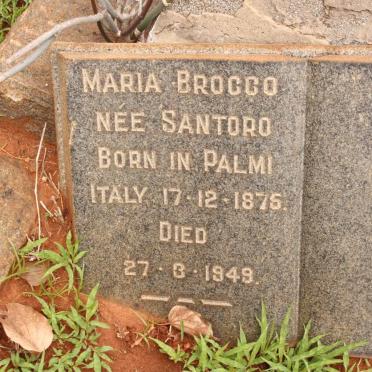 MARIA BROCCO
NÉE SANTORO
BORN IN PALMI
ITALY 17·12·1875.
DIED
27·8·1949.